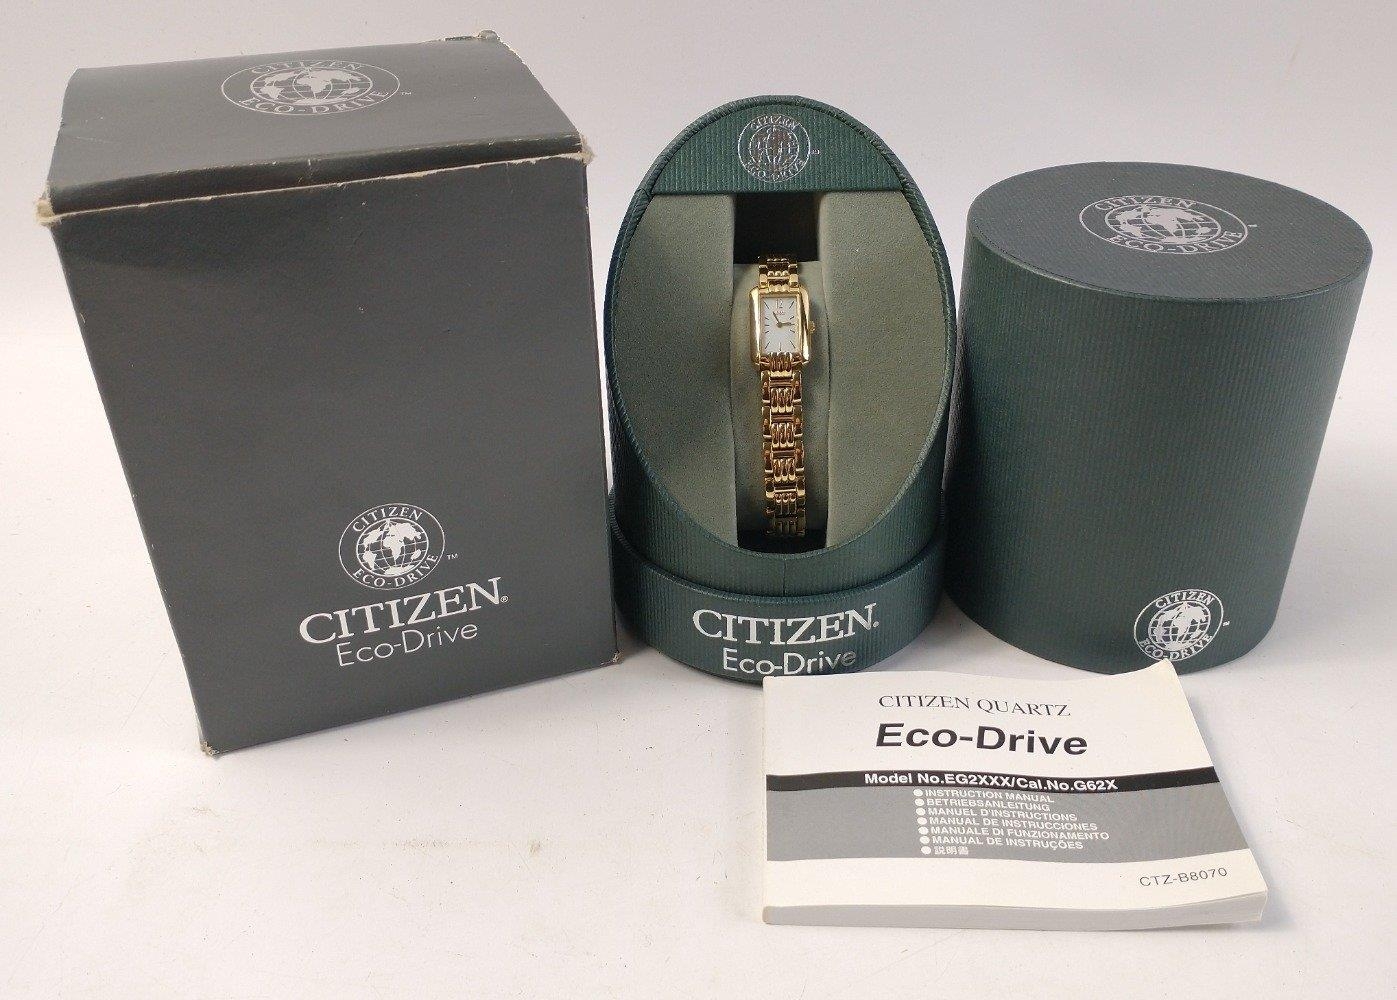 CITIZEN
ECO-DRIVE ™
CITIZEN
ECO-DRIVE ™
CITIZEN®
Eco-Drive
CITIZEN
ECO-DRIVE
CITIZEN.
Eco-Drive
CITIZEN
ECO-DRIVE
CITIZEN
ECO-DRIVE
CITIZEN QUARTZ
Eco-Drive
Model No.EG2XXX/Cal.No.G62X
●INSTRUCTION MANUAL
●BETRIEBSANLEITUNG
●MANUEL D'INSTRUCTIONS
●MANUAL DE INSTRUCCIONES
●MANUALE DI FUNZIONAMENTO
●MANUAL DE INSTRUÇÕES
●説明書
CTZ-B8070